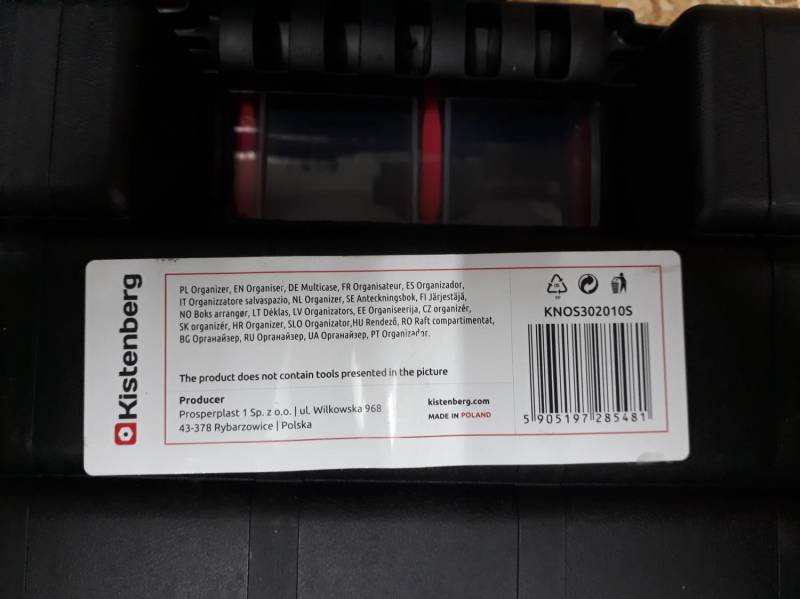 Kistenberg
PL Organizer, EN Organiser, DE Multicase, FR Organisateur, ES Organizador,
IT Organizzatore salvaspazio, NL Organizer, SE Anteckningsbok, FI Järjestäjä,
NO Boks arrangør, LT Dėklas, LV Organizators, EE Organiseerija, CZ organizér,
SK organizér, HR Organizer, SLO Organizator,HU Rendező, RO Raft compartimentat,
BG Органайзер, RU Органайзер, UA Органайзер, PT Organizador.
The product does not contain tools presented in the picture
Producer
Prosperplast 1 Sp. z o.o. | ul. Wilkowska 968
43-378 Rybarzowice | Polska
kistenberg.com
MADE IN POLAND
KNOS302010S
5 905197 285481